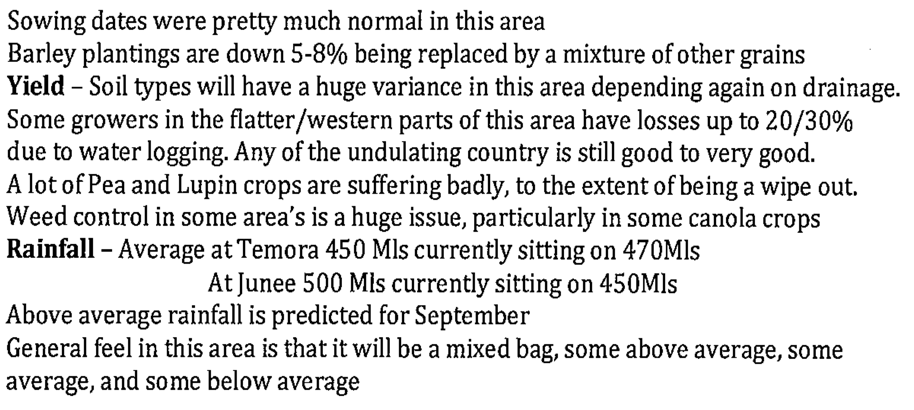 Sowing dates were pretty much normal in this area
Barley plantings are down 5-8% being replaced by a mixture of other grains
Yield – Soil types will have a huge variance in this area depending again on drainage.
Some growers in the flatter/western parts of this area have losses up to 20/30%
due to water logging. Any of the undulating country is still good to very good.
A lot of Pea and Lupin crops are suffering badly, to the extent of being a wipe out.
Weed control in some area's is a huge issue, particularly in some canola crops
Rainfall – Average at Temora 450 Mls currently sitting on 470Mls
At Junee 500 Mls currently sitting on 450Mls
Above average rainfall is predicted for September
General feel in this area is that it will be a mixed bag, some above average, some
average, and some below average